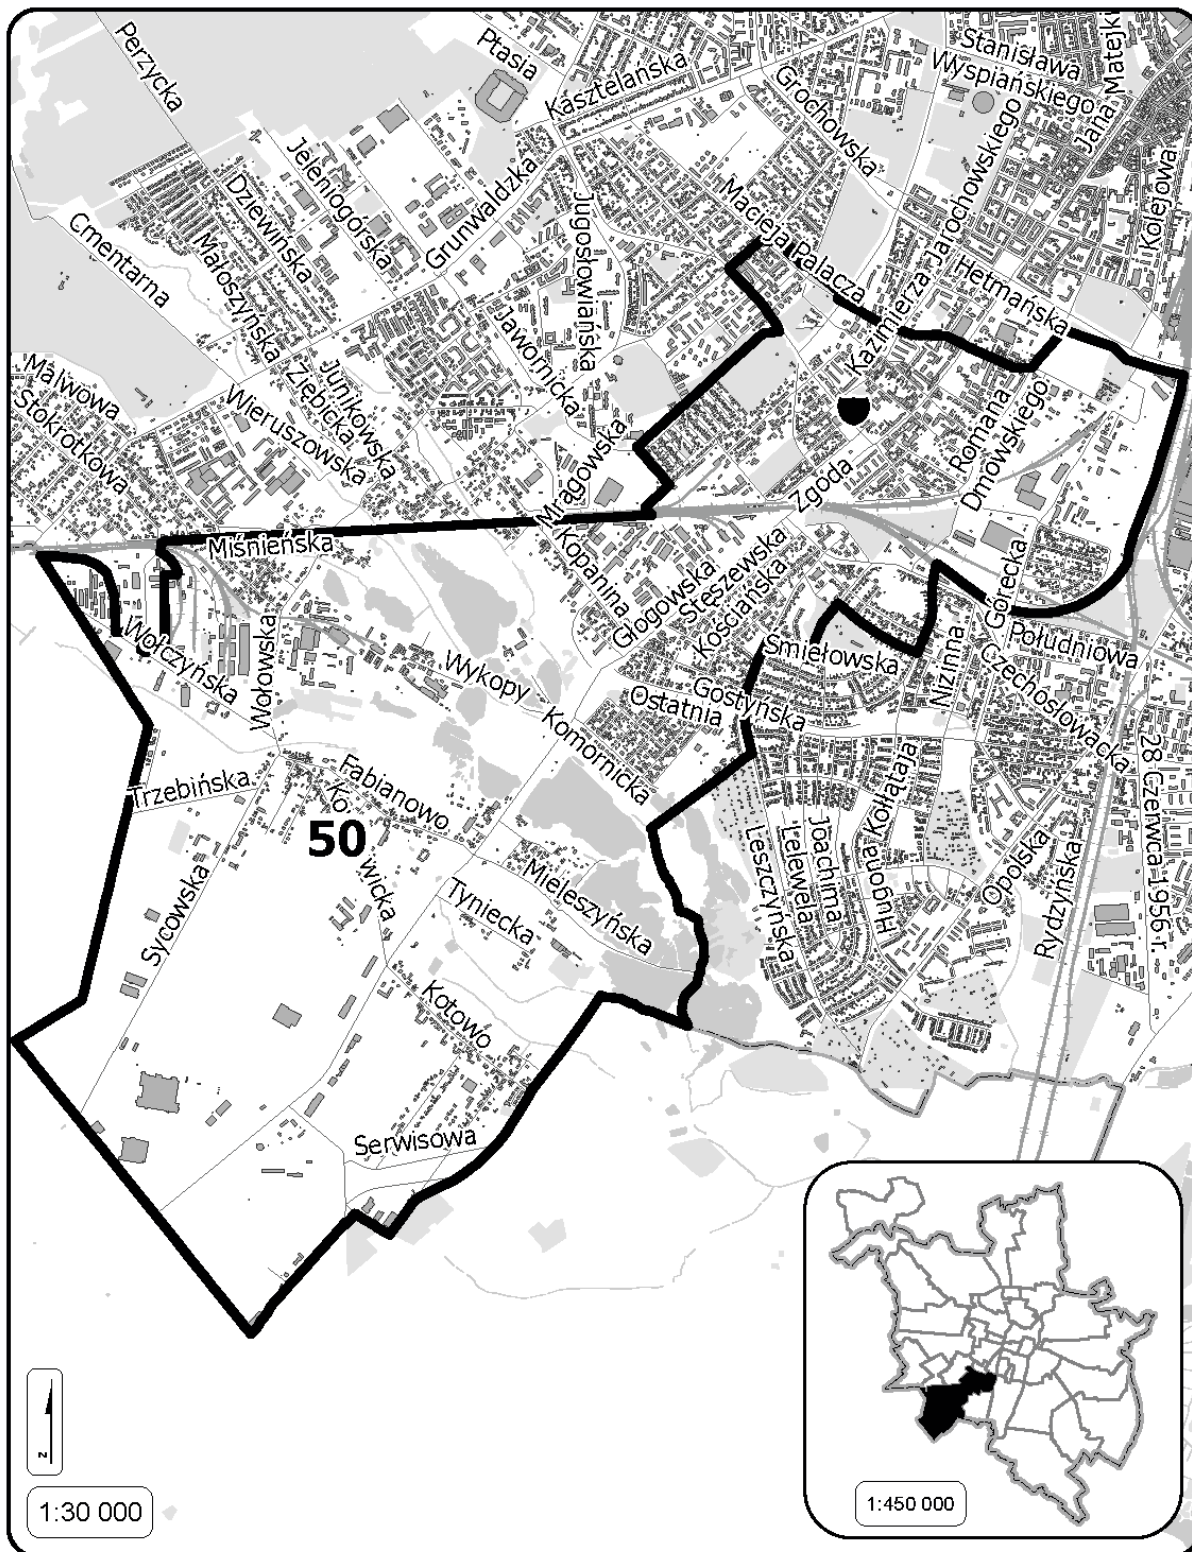 Perzycka
Ptasia
Kasztelańska
Stanisława
Wyspiańskiego
Jana Matejki
Grochowska
Kolejowa
Jeleniogórska
Dziewińska
Grunwaldzka
Jugosłowiańska
Macieja Palacza
Kazimierza Jarochowskiego
Hetmańska
Cmentarna
Małoszyńska
Jawornicka
Malwowa
Stokrotkowa
Ziębicka
Junikowska
Wieruszowska
Mrągowska
Zgoda
Romana
Dmowskiego
Miśnieńska
Kopanina
Głogowska
Stęszewska
Kościańska
Górecka
Wołczyńska
Wołowska
Wykopy
Śmiełowska
Nizinna
Południowa
Czechosłowacka
Gostyńska
Ostatnia
Komornicka
28 Czerwca 1956 r.
Trzebińska
Fabianowo
Ko
wicka
50
Leszczyńska
Joachima
Lelewela
Hugona Kołłątaja
Opolska
Rydzyńska
Sycowska
Mieleszyńska
Tyniecka
Kotowo
Serwisowa
z
1:30 000
1:450 000